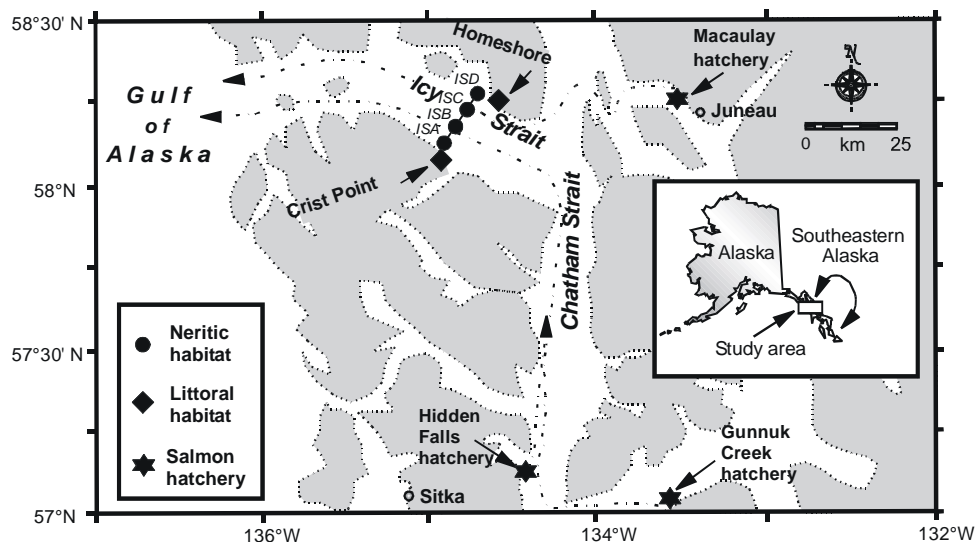 58°30' N
58°N
57°30' N
57°N
136°W
134°W
132°W
Gulf
of
Alaska
Homeshore
ISD
ISC
ISB
ISA
Icy
Strait
Crist Point
Chatham Strait
Macaulay
hatchery
Juneau
N
0 km 25
Alaska
Southeastern
Alaska
Study area
Neritic
habitat
Littoral
habitat
Salmon
hatchery
Hidden
Falls
hatchery
Sitka
Gunnuk
Creek
hatchery